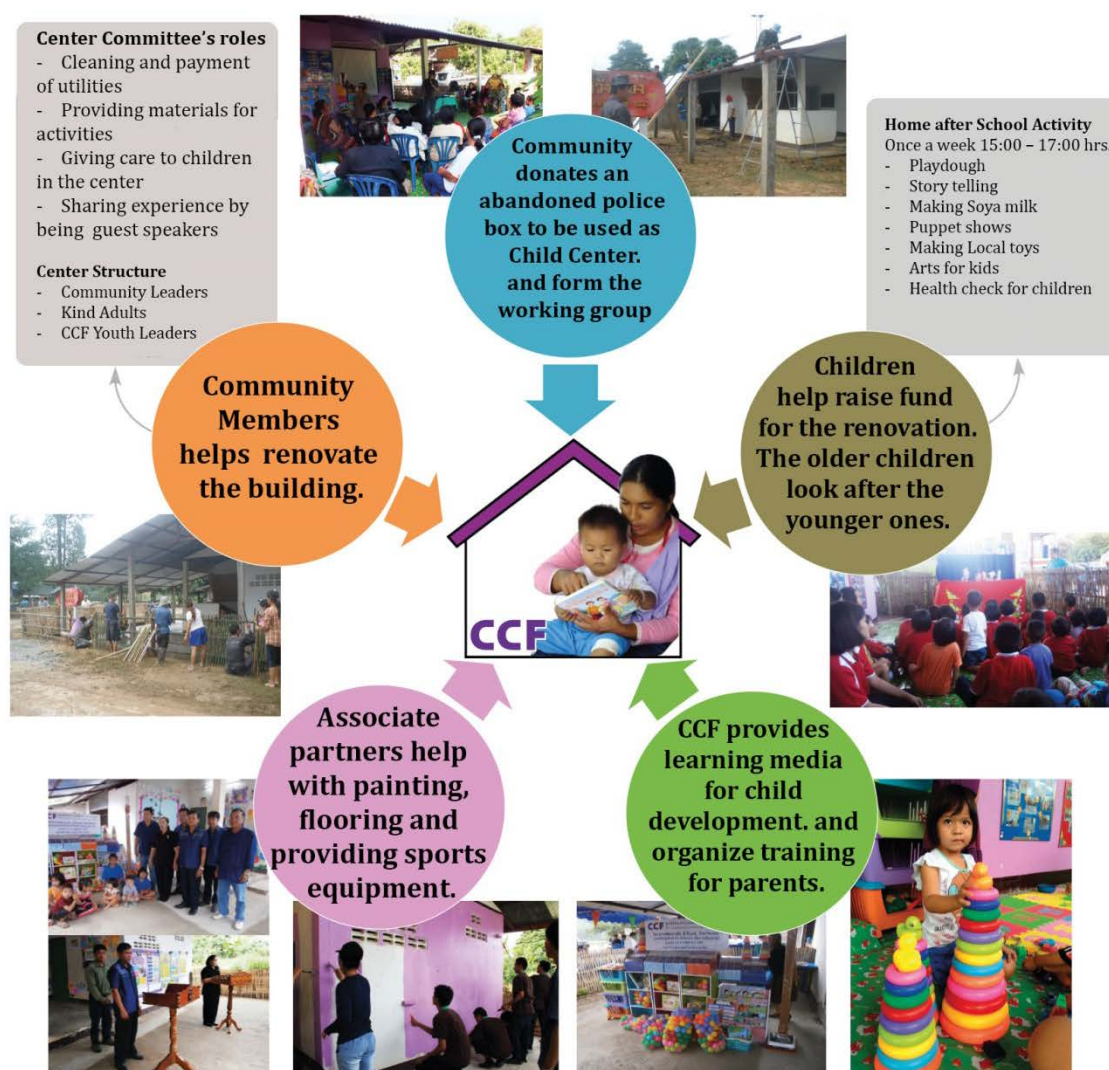 Center Committee's roles
- Cleaning and payment
of utilities
- Providing materials for
activities
- Giving care to children
in the center
- Sharing experience by
being guest speakers
Center Structure
- Community Leaders
- Kind Adults
- CCF Youth Leaders
Community
donates an
abandoned police
box to be used as
Child Center.
and form the
working group
Home after School Activity
Once a week 15:00 – 17:00 hrs.
- Playdough
- Story telling
- Making Soya milk
- Puppet shows
- Making Local toys
- Arts for kids
- Health check for children
Community
Members
helps renovate
the building.
Children
help raise fund
for the renovation.
The older children
look after the
younger ones.
CCF
Associate
partners help
with painting,
flooring and
providing sports
equipment.
CCF provides
learning media
for child
development. and
organize training
for parents.
CCF
CCF